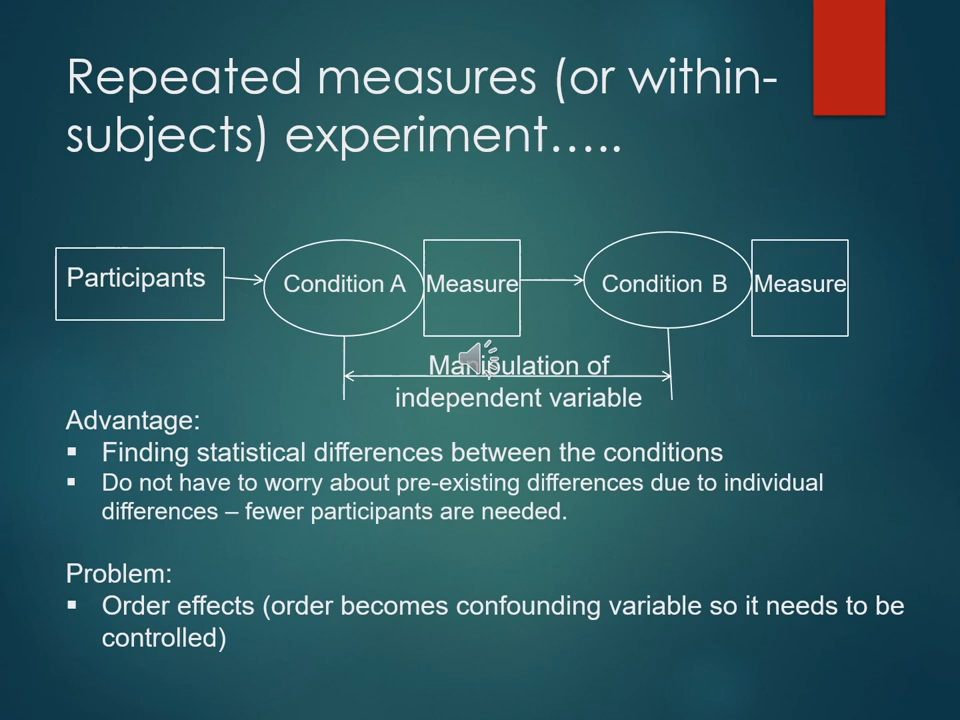 Repeated measures (or within-
subjects) experiment…..
Participants
Condition A
Measure
Condition B
Measure
Manipulation of
independent variable
Advantage:
▪ Finding statistical differences between the conditions
▪ Do not have to worry about pre-existing differences due to individual
differences – fewer participants are needed.
Problem:
▪ Order effects (order becomes confounding variable so it needs to be
controlled)